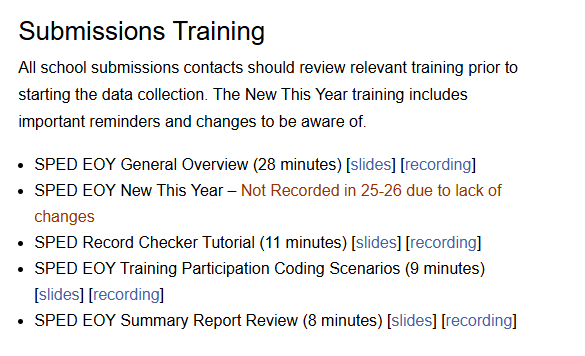 Submissions Training
All school submissions contacts should review relevant training prior to
starting the data collection. The New This Year training includes
important reminders and changes to be aware of.
• SPED EOY General Overview (28 minutes) [slides] [recording]
• SPED EOY New This Year – Not Recorded in 25-26 due to lack of
changes
• SPED Record Checker Tutorial (11 minutes) [slides] [recording]
• SPED EOY Training Participation Coding Scenarios (9 minutes)
[slides] [recording]
• SPED EOY Summary Report Review (8 minutes) [slides] [recording]